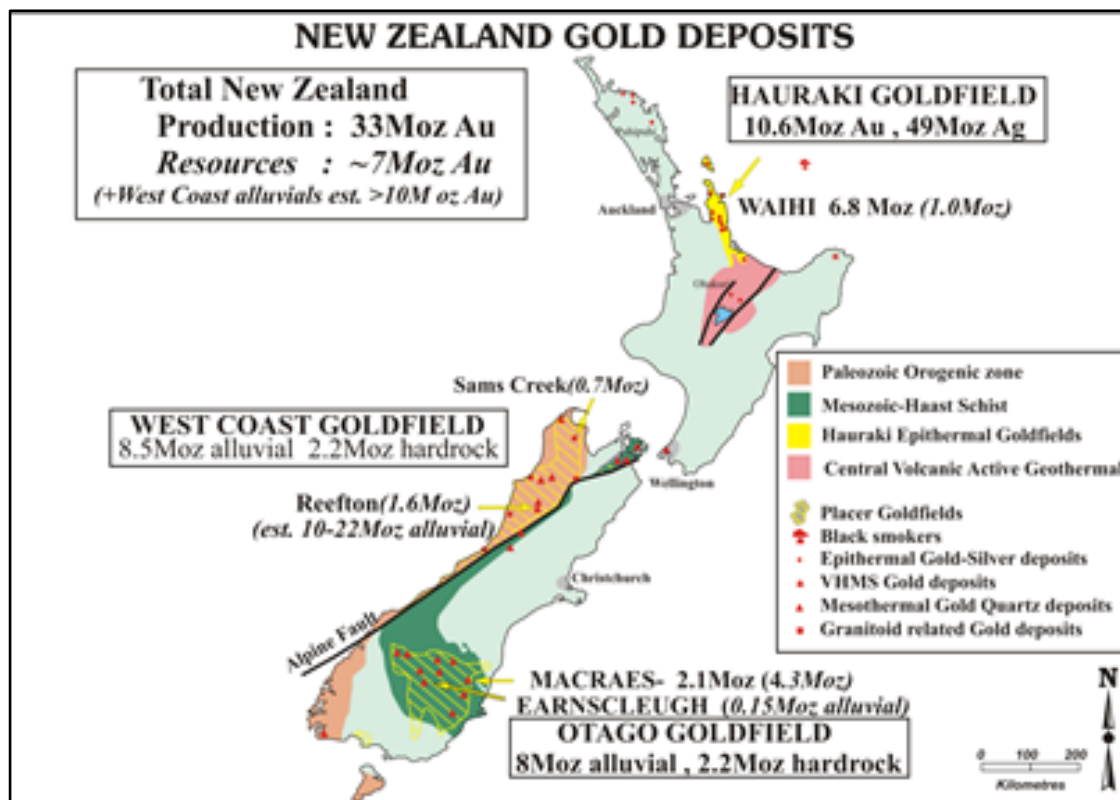 NEW ZEALAND GOLD DEPOSITS
Total New Zealand
Production : 33Moz Au
Resources : ~7Moz Au
(+West Coast alluvials est. >10M oz Au)
HAURAKI GOLDFIELD
10.6Moz Au , 49Moz Ag
Auckland
WAIHI 6.8 Moz (1.0Moz)
Sams Creek(0.7Moz)
WEST COAST GOLDFIELD
8.5Moz alluvial 2.2Moz hardrock
Reefton(1.6Moz)
(est. 10-22Moz alluvial)
Wellington
Christchurch
Alpine Fault
Paleozoic Orogenic zone
Mesozoic-Haast Schist
Hauraki Epithermal Goldfields
Central Volcanic Active Geothermal
Placer Goldfields
Black smokers
Epithermal Gold-Silver deposits
VHMS Gold deposits
Mesothermal Gold Quartz deposits
Granitoid related Gold deposits
MACRAES- 2.1Moz (4.3Moz)
EARNSCLEUGH (0.15Moz alluvial)
OTAGO GOLDFIELD
8Moz alluvial , 2.2Moz hardrock
N
0 100 200
Kilometres